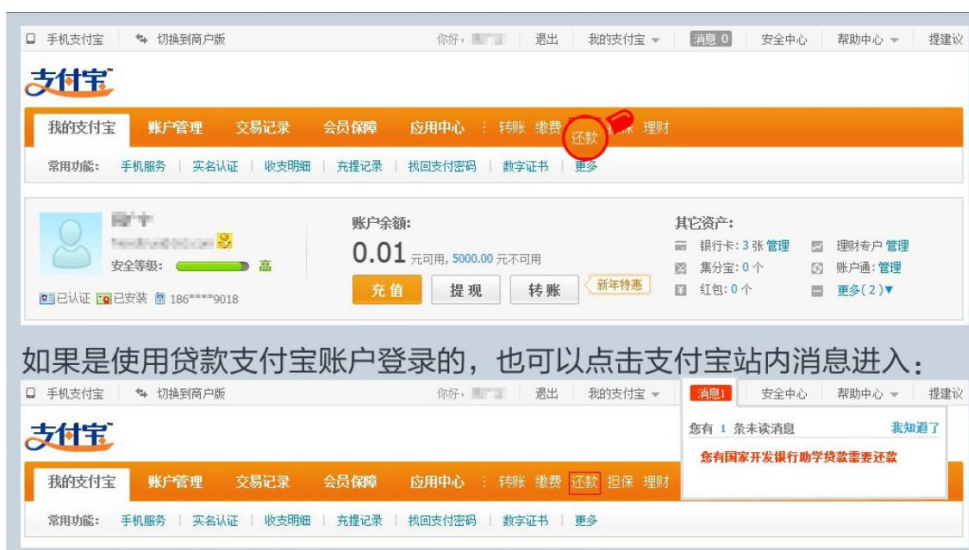 手机支付宝 切换到商户版 你好， 退出 我的支付宝 消息 0 安全中心 帮助中心 提建议
支付宝
我的支付宝 账户管理 交易记录 会员保障 应用中心 转账 缴费 还款 担保 理财
常用功能： 手机服务 实名认证 收支明细 充提记录 找回支付密码 数字证书 更多
账户余额： 其它资产：
0.01 元可用，5000.00 元不可用 银行卡：3 张 管理 理财专户 管理
安全等级： 高 集分宝：0 个 账户通：管理
充值 提现 转账 新年特惠 红包：0 个 更多(2)▼
已认证 已安装 186****9018
如果是使用贷款支付宝账户登录的，也可以点击支付宝站内消息进入：
手机支付宝 切换到商户版 你好， 退出 我的支付宝 消息1 安全中心 帮助中心 提建议
支付宝
您有 1 条未读消息 我知道了
您有国家开发银行助学贷款需要还款
我的支付宝 账户管理 交易记录 会员保障 应用中心 转账 缴费 还款 担保 理财
常用功能： 手机服务 实名认证 收支明细 充提记录 找回支付密码 数字证书 更多